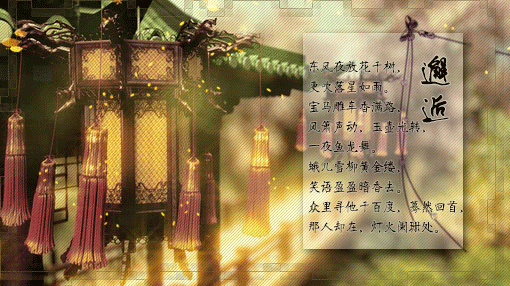 邂逅
东风夜放花千树，
更吹落星如雨。
宝马雕车香满路。
凤箫声动，玉壶光转，
一夜鱼龙舞。
蛾儿雪柳黄金缕，
笑语盈盈暗香去。
众里寻他千百度，蓦然回首，
那人却在，灯火阑珊处。